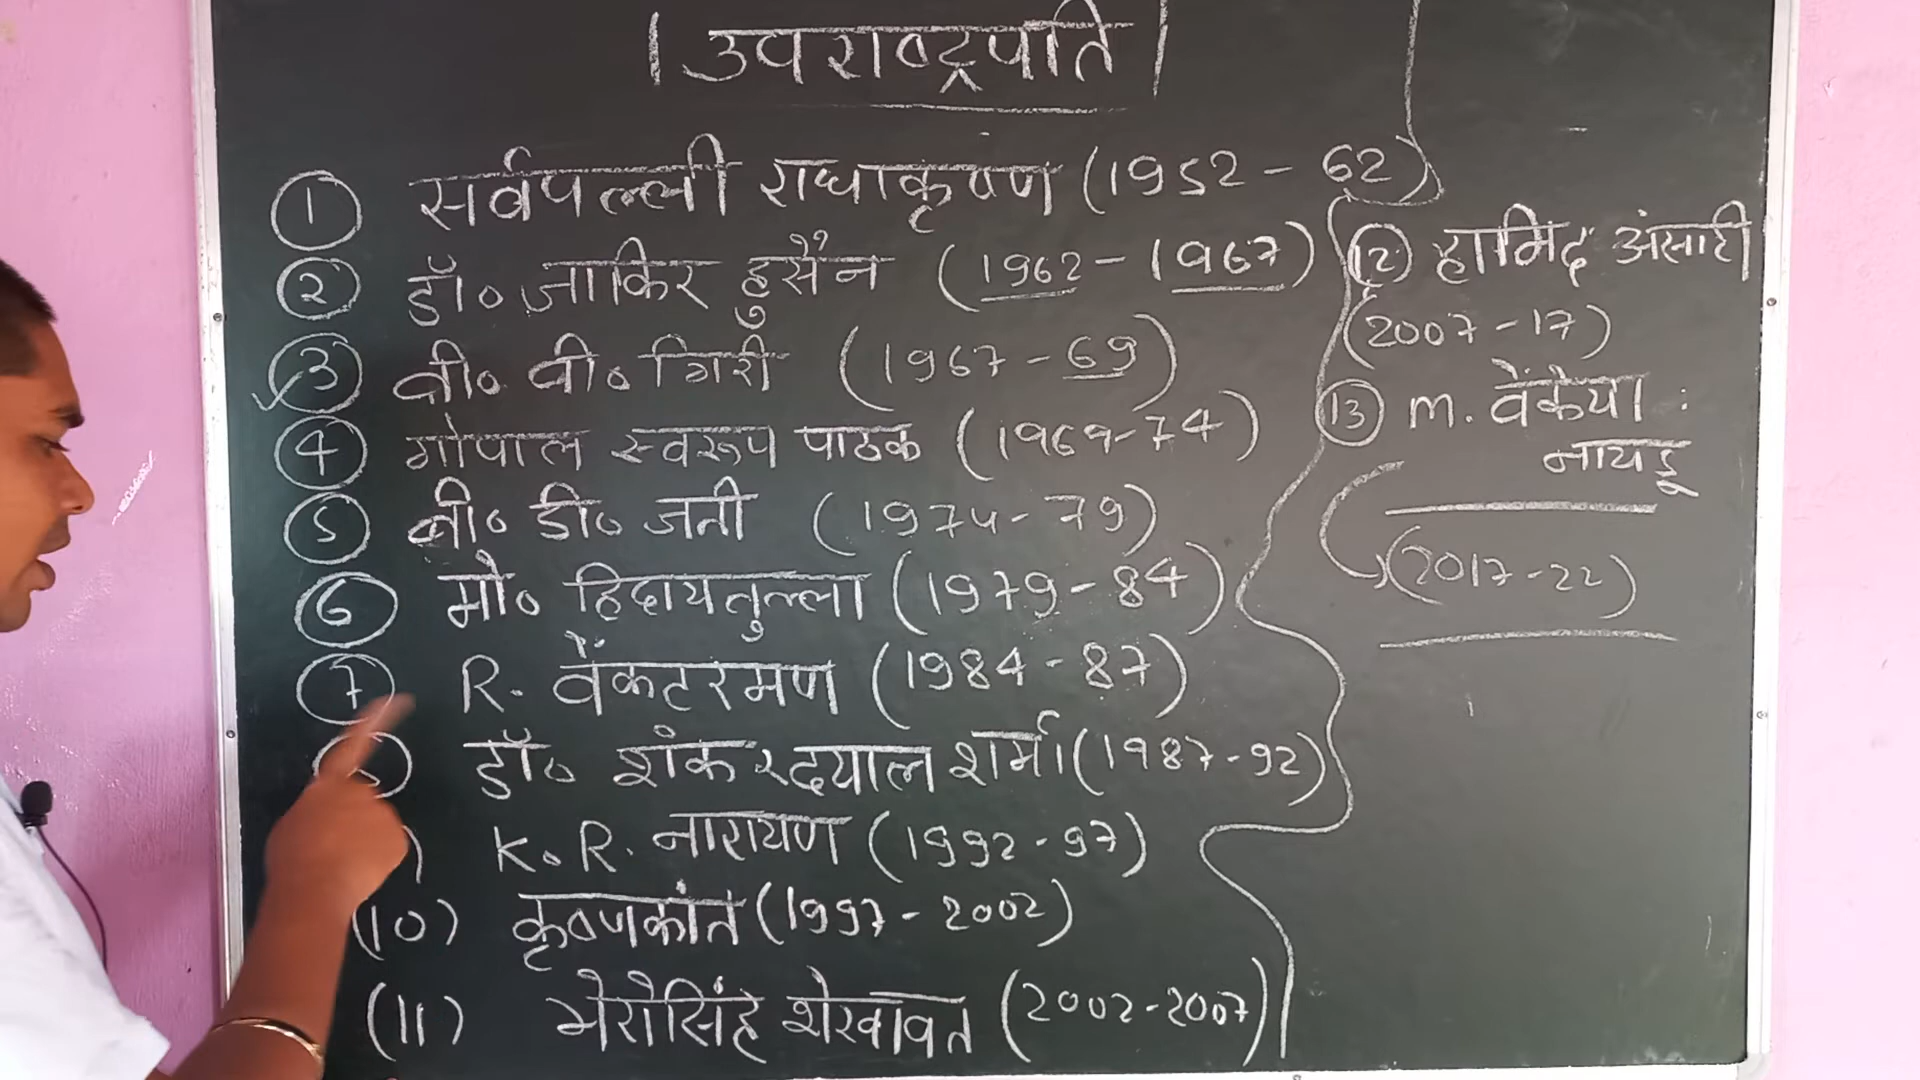 उपराष्ट्रपति
1 सर्वपल्ली राधाकृष्ण (1952 - 62)
2 डॉ० जाकिर हुसैन (1962 - 1967)
3 वी० वी० गिरी (1967 - 69)
4 गोपाल स्वरूप पाठक (1969-74)
5 बी० डी० जती (1974 - 79)
6 मो० हिदायतुल्ला (1979 - 84)
7 R. वेंकटरमण (1984 - 87)
डॉ० शंकरदयाल शर्मा (1987-92)
K. R. नारायण (1992 - 97)
(10) कृष्णकांत (1997 - 2002)
(11) भेरोसिंह शेखावत (2002-2007)
12 हामिद अंसारी
(2007 - 17)
13 m. वेंकेया :
नायडू
(2017 - 22)